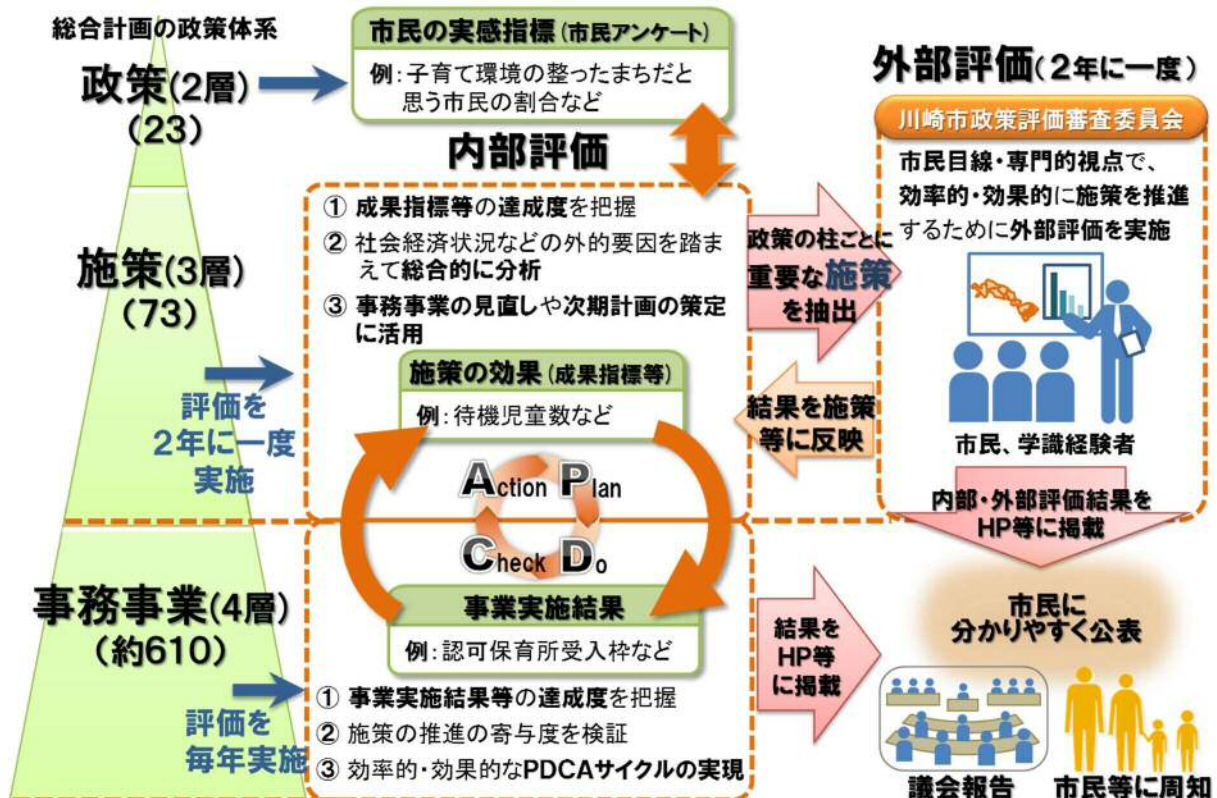 総合計画の政策体系
政策(2層)
(23)
施策(3層)
(73)
評価を
2年に一度
実施
事務事業(4層)
(約610)
評価を
毎年実施
市民の実感指標(市民アンケート)
例:子育て環境の整ったまちだと
思う市民の割合など
内部評価
① 成果指標等の達成度を把握
② 社会経済状況などの外的要因を踏ま
えて総合的に分析
③ 事務事業の見直しや次期計画の策定
に活用
施策の効果(成果指標等)
例:待機児童数など
Action Plan
Check Do
事業実施結果
例:認可保育所受入枠など
① 事業実施結果等の達成度を把握
② 施策の推進の寄与度を検証
③ 効率的・効果的なPDCAサイクルの実現
政策の柱ごとに
重要な施策
を抽出
結果を施策
等に反映
結果を
HP等
に掲載
外部評価(2年に一度)
川崎市政策評価審査委員会
市民目線・専門的視点で、
効率的・効果的に施策を推進
するために外部評価を実施
市民、学識経験者
内部・外部評価結果を
HP等に掲載
市民に
分かりやすく公表
議会報告
市民等に周知